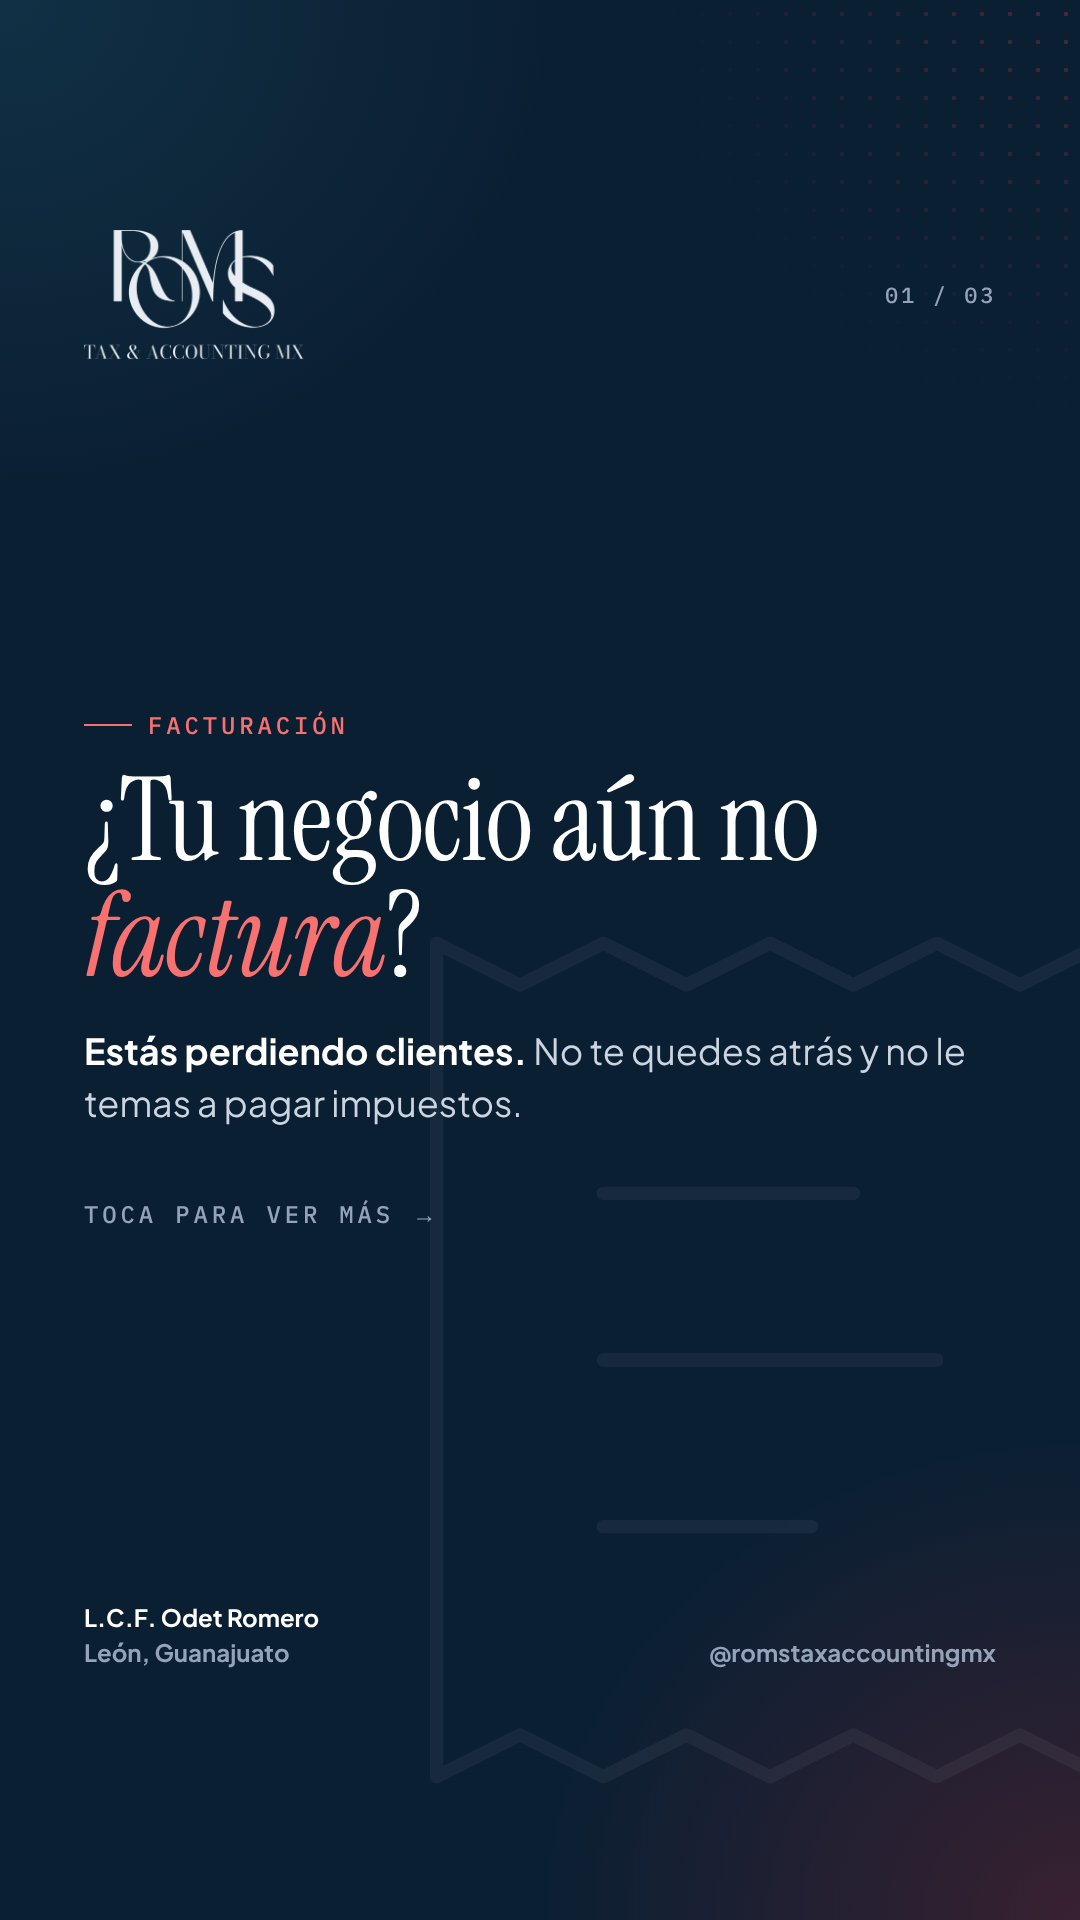 ROMS
TAX & ACCOUNTING MX
01 / 03
FACTURACIÓN
¿Tu negocio aún no
factura?
Estás perdiendo clientes. No te quedes atrás y no le
temas a pagar impuestos.
TOCA PARA VER MÁS →
L.C.F. Odet Romero
León, Guanajuato
@romstaxaccountingmx